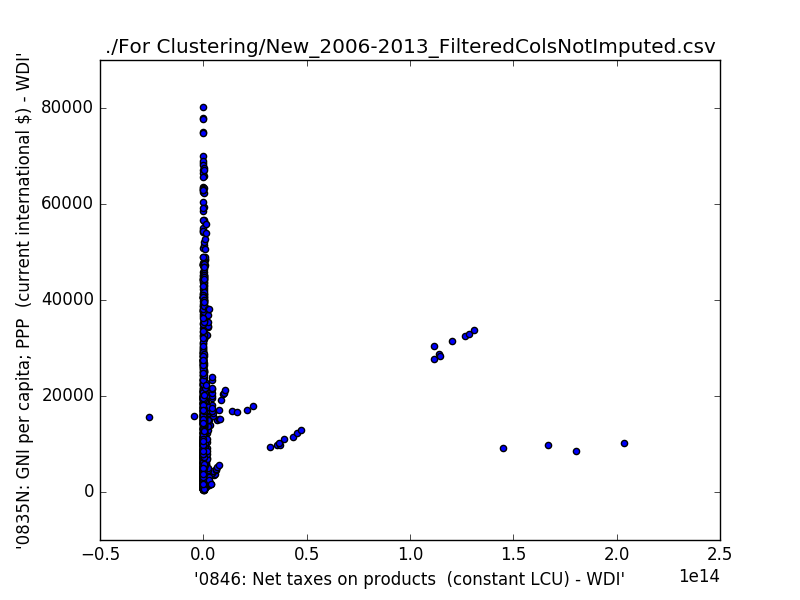 ./For Clustering/New_2006-2013_FilteredColsNotImputed.csv
'0835N: GNI per capita; PPP  (current international $) - WDI'
80000
60000
40000
20000
0
−0.5 0.0 0.5 1.0 1.5 2.0 2.5
1e14
'0846: Net taxes on products  (constant LCU) - WDI'